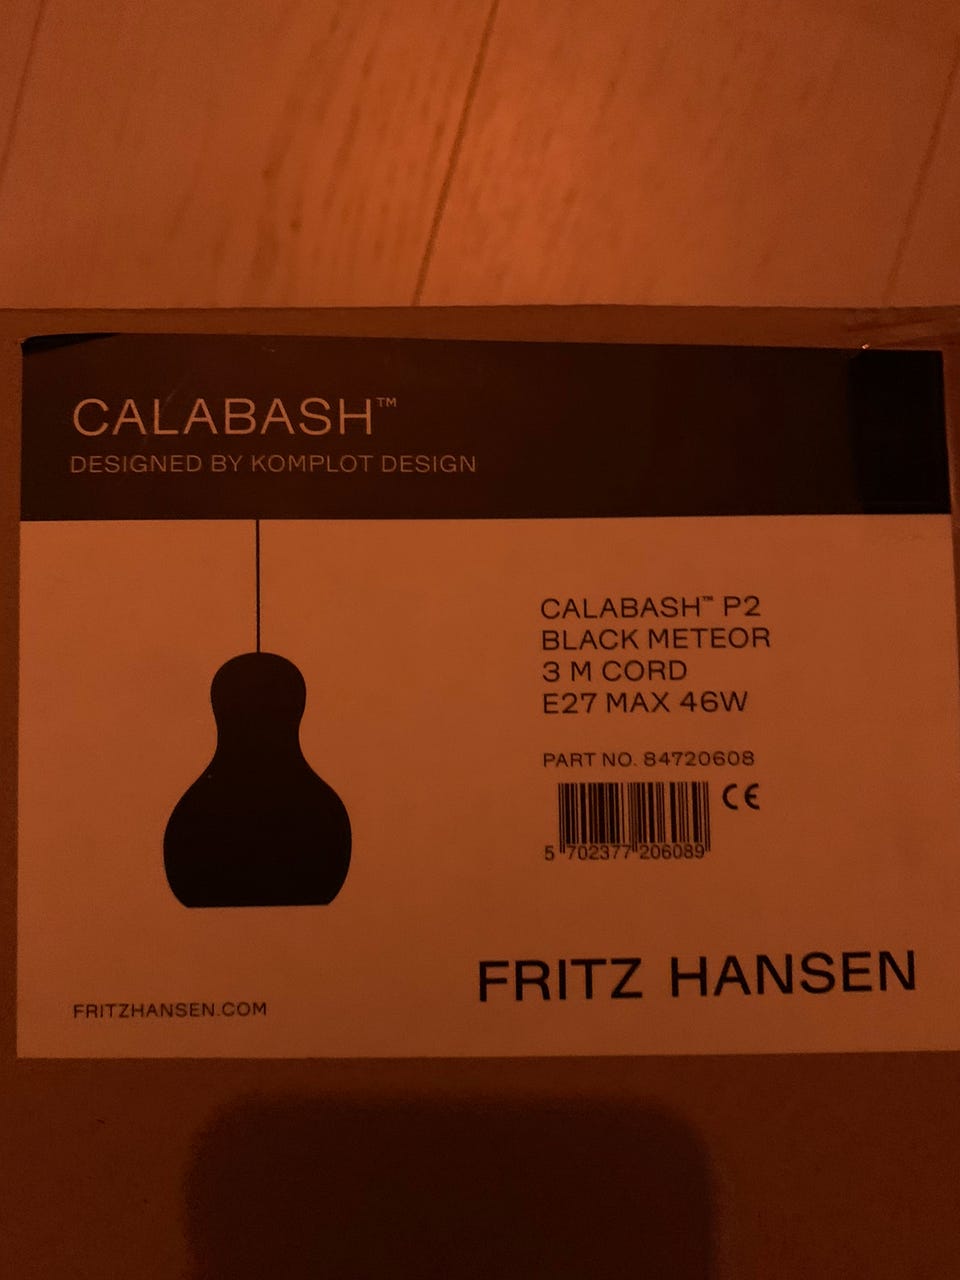 CALABASH™
DESIGNED BY KOMPLOT DESIGN
CALABASH™ P2
BLACK METEOR
3 M CORD
E27 MAX 46W
PART NO. 84720608
CE
5 702377 206089
FRITZ HANSEN
FRITZHANSEN.COM